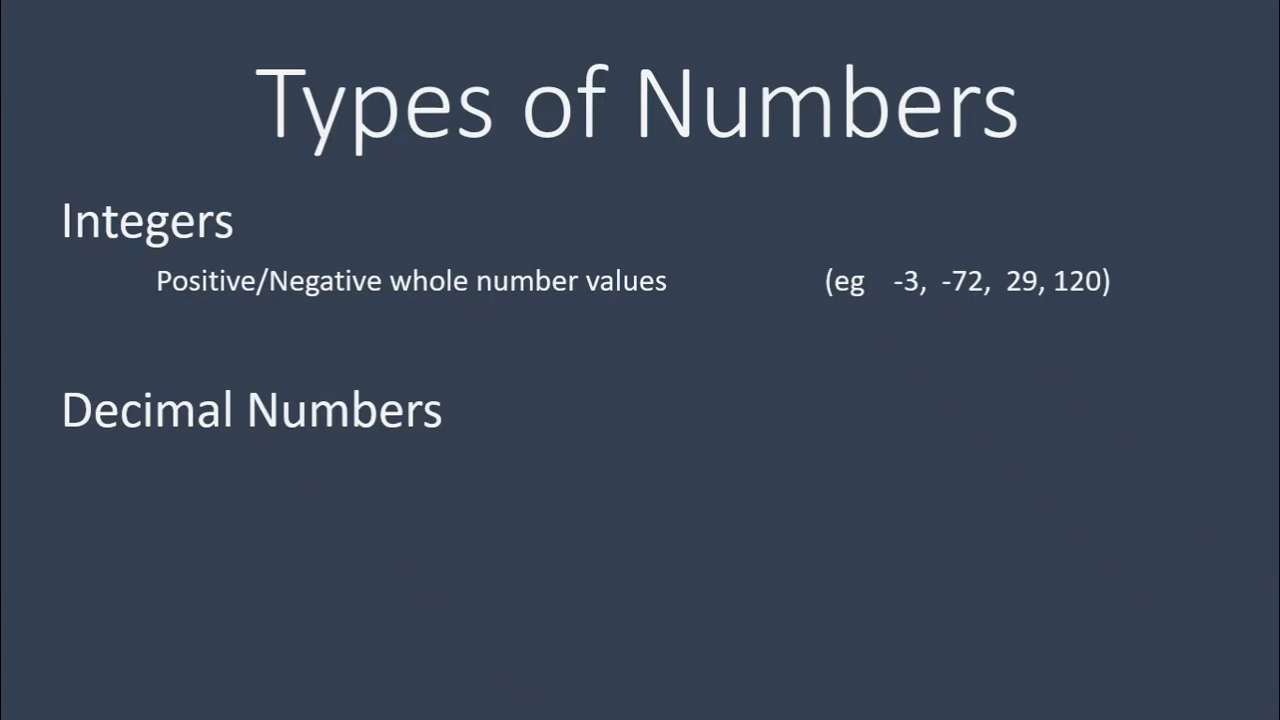 Types of Numbers
Integers
Positive/Negative whole number values (eg -3, -72, 29, 120)
Decimal Numbers